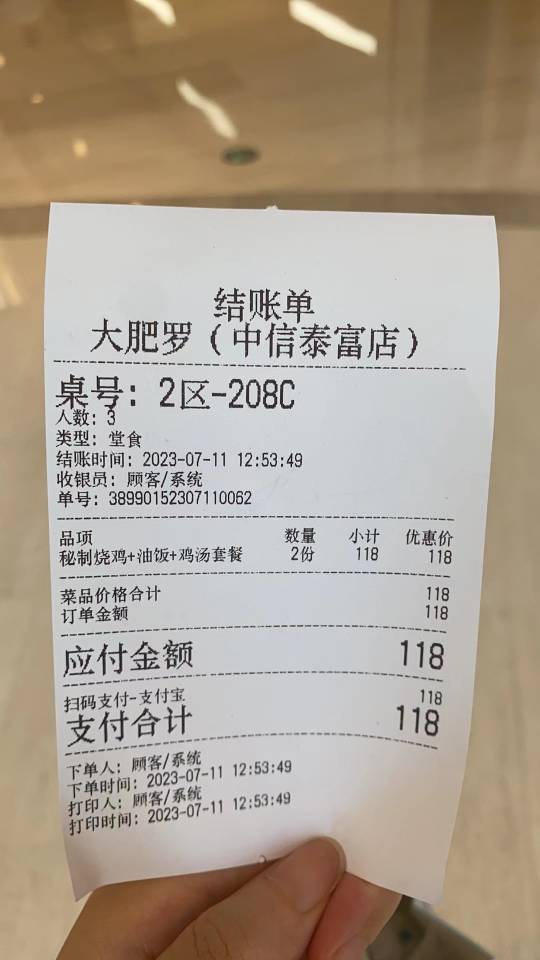 结账单
大肥罗（中信泰富店）
桌号: 2区-208C
人数: 3
类型: 堂食
结账时间: 2023-07-11 12:53:49
收银员: 顾客/系统
单号: 38990152307110062
品项 数量 小计 优惠价
秘制烧鸡+油饭+鸡汤套餐 2份 118 118
菜品价格合计 118
订单金额 118
应付金额 118
扫码支付-支付宝 118
支付合计 118
下单人: 顾客/系统
下单时间: 2023-07-11 12:53:49
打印人: 顾客/系统
打印时间: 2023-07-11 12:53:49